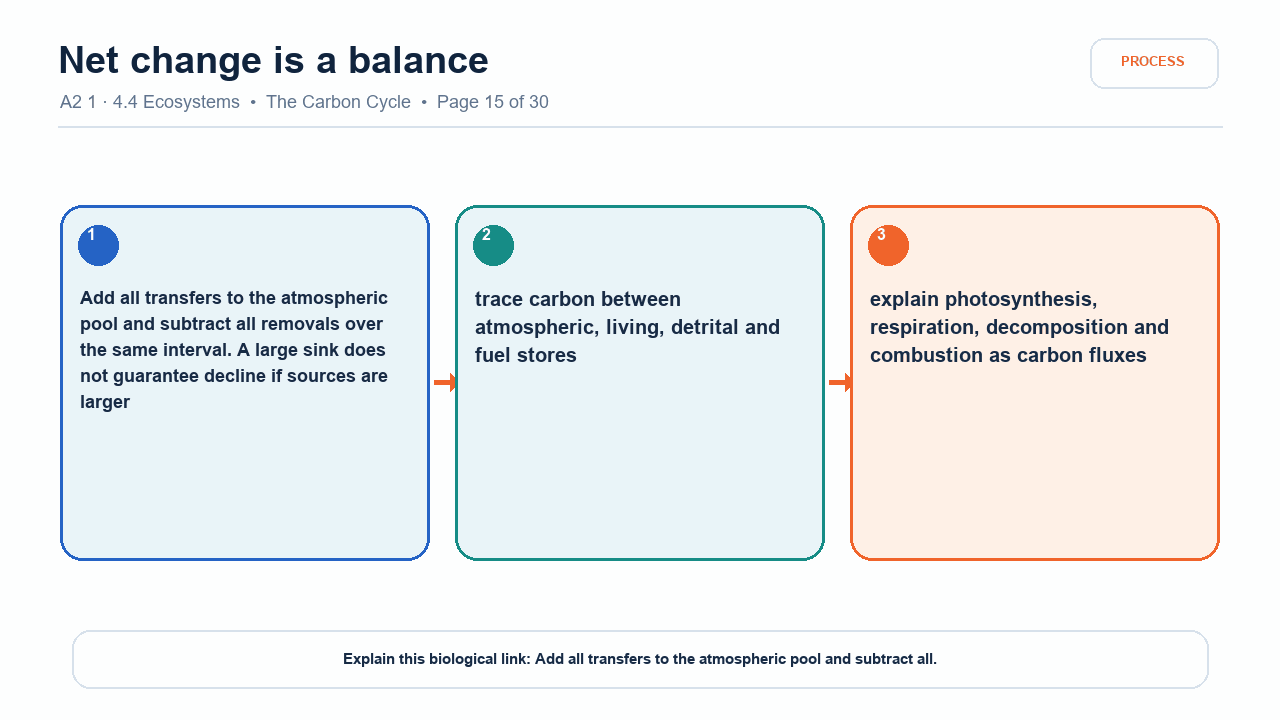 Net change is a balance
PROCESS
A2 1 · 4.4 Ecosystems • The Carbon Cycle • Page 15 of 30
1
Add all transfers to the atmospheric
pool and subtract all removals over
the same interval. A large sink does
not guarantee decline if sources are
larger
2
trace carbon between
atmospheric, living, detrital and
fuel stores
3
explain photosynthesis,
respiration, decomposition and
combustion as carbon fluxes
Explain this biological link: Add all transfers to the atmospheric pool and subtract all.